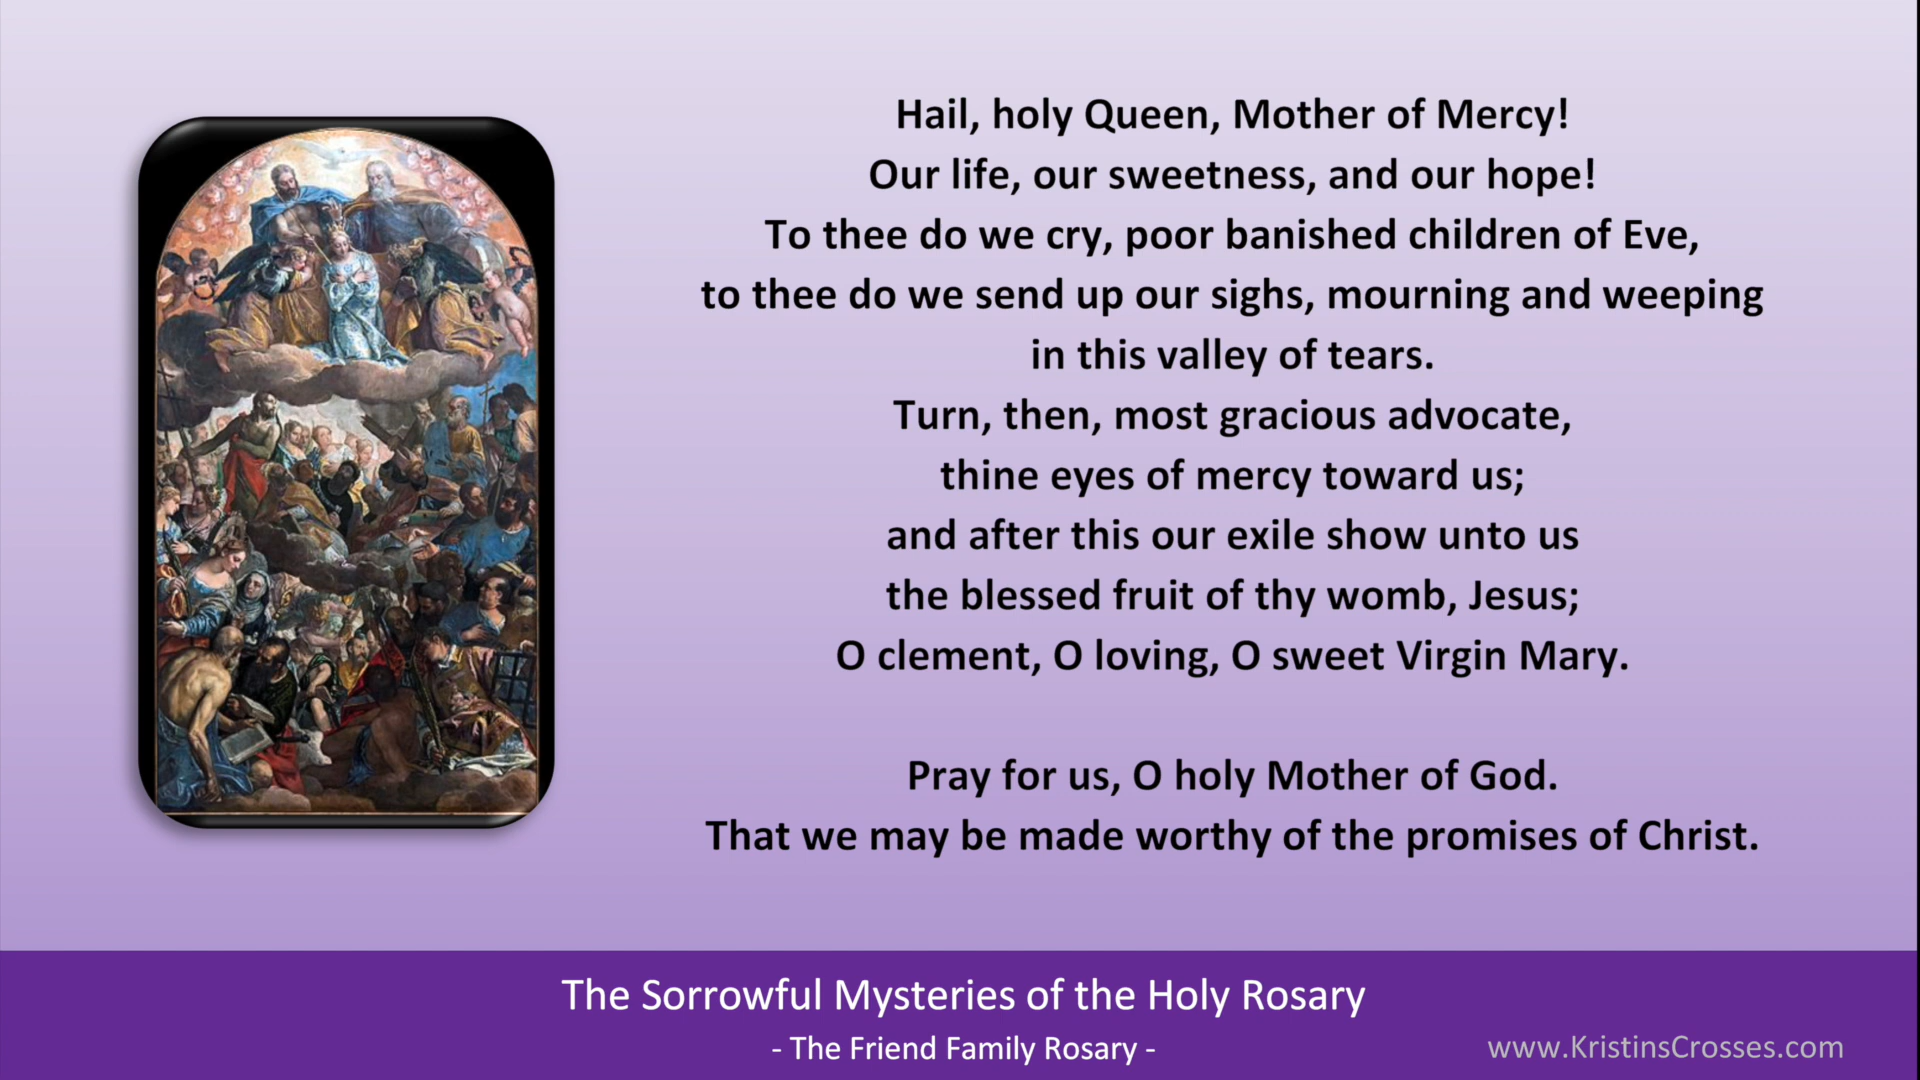 Hail, holy Queen, Mother of Mercy!
Our life, our sweetness, and our hope!
To thee do we cry, poor banished children of Eve,
to thee do we send up our sighs, mourning and weeping
in this valley of tears.
Turn, then, most gracious advocate,
thine eyes of mercy toward us;
and after this our exile show unto us
the blessed fruit of thy womb, Jesus;
O clement, O loving, O sweet Virgin Mary.
Pray for us, O holy Mother of God.
That we may be made worthy of the promises of Christ.
The Sorrowful Mysteries of the Holy Rosary
- The Friend Family Rosary -
www.KristinsCrosses.com